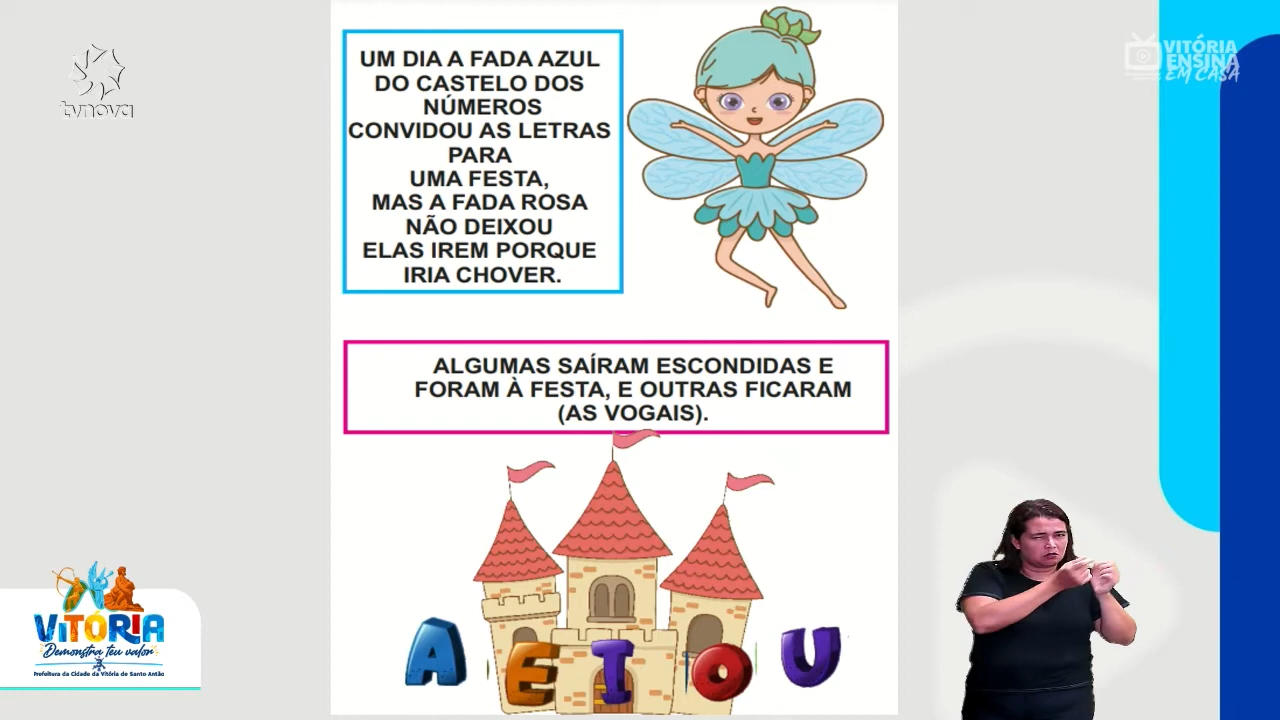 UM DIA A FADA AZUL
DO CASTELO DOS
NÚMEROS
CONVIDOU AS LETRAS
PARA
UMA FESTA,
MAS A FADA ROSA
NÃO DEIXOU
ELAS IREM PORQUE
IRIA CHOVER.
ALGUMAS SAÍRAM ESCONDIDAS E
FORAM À FESTA, E OUTRAS FICARAM
(AS VOGAIS).
A E I O U
tvnova
VITÓRIA
ENSINA
EM CASA
VITÓRIA
Demonstra teu valor
Prefeitura da Cidade da Vitória de Santo Antão